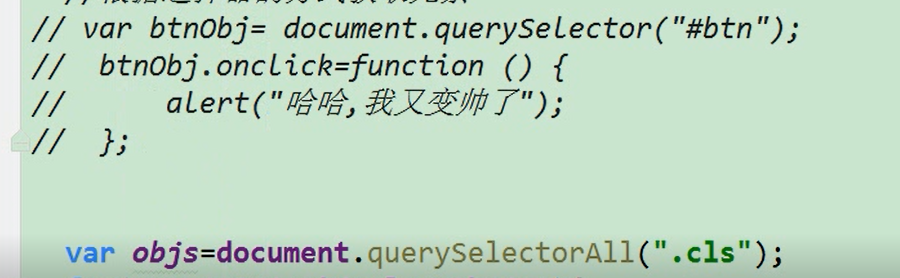 // var btnObj= document.querySelector("#btn");
//  btnObj.onclick=function () {
//      alert("哈哈,我又变帅了");
//  };
var objs=document.querySelectorAll(".cls");